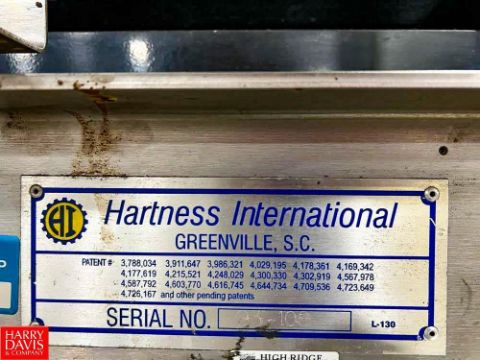 HI
Hartness International
GREENVILLE, S.C.
PATENT # 3,788,034 3,911,647 3,986,321 4,029,195 4,178,361 4,169,342
4,177,619 4,215,521 4,248,029 4,300,330 4,302,919 4,567,978
4,587,792 4,603,770 4,616,745 4,644,734 4,709,536 4,723,649
4,726,167 and other pending patents
SERIAL NO.
L-130
P
HIGH RIDGE
HARRY
DAVIS
& COMPANY